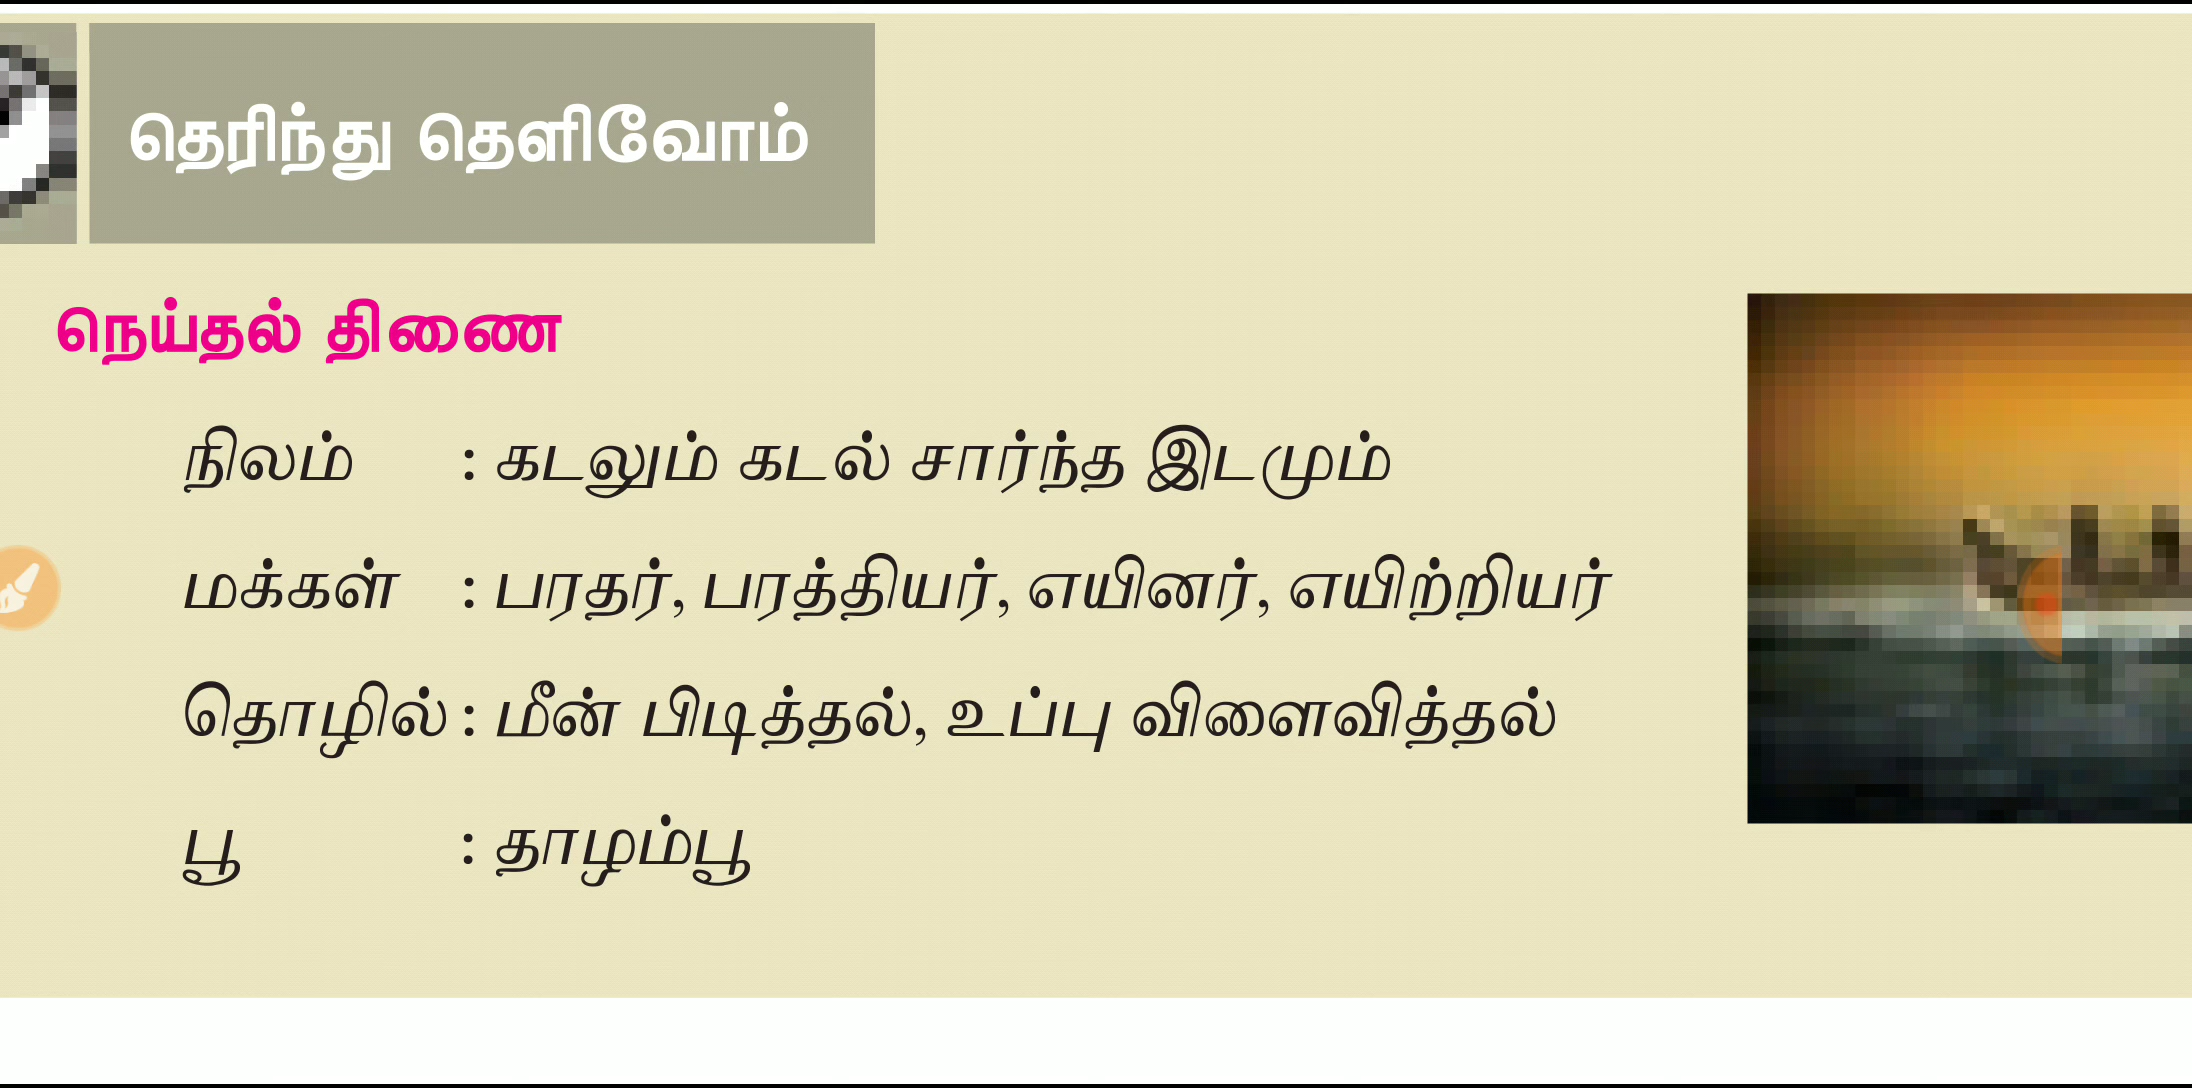 தெரிந்து தெளிவோம்
நெய்தல் திணை
நிலம் : கடலும் கடல் சார்ந்த இடமும்
மக்கள் : பரதர், பரத்தியர், எயினர், எயிற்றியர்
தொழில் : மீன் பிடித்தல், உப்பு விளைவித்தல்
பூ : தாழம்பூ